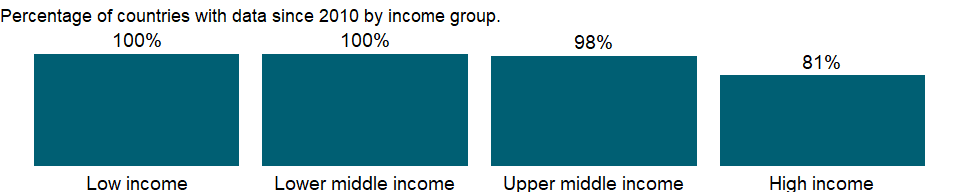 Percentage of countries with data since 2010 by income group.
100% 100% 98% 81%
Low income Lower middle income Upper middle income High income